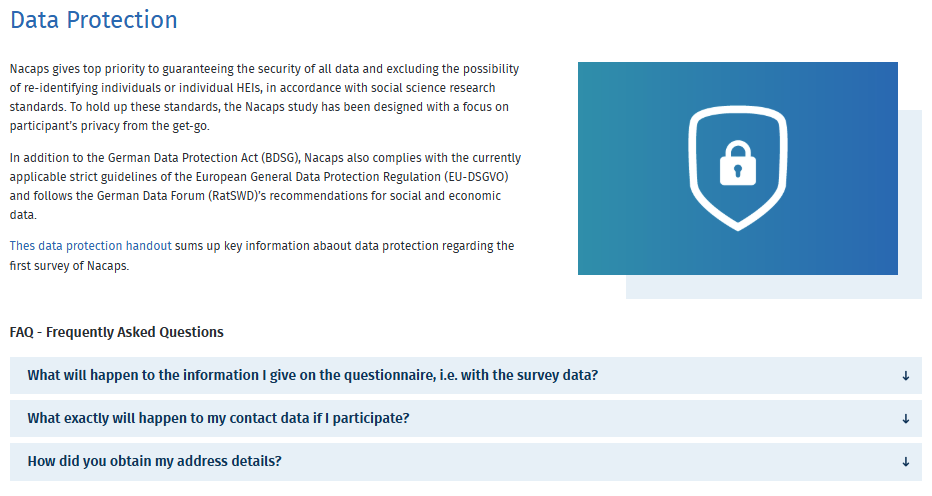 Data Protection
Nacaps gives top priority to guaranteeing the security of all data and excluding the possibility
of re-identifying individuals or individual HEIs, in accordance with social science research
standards. To hold up these standards, the Nacaps study has been designed with a focus on
participant's privacy from the get-go.
In addition to the German Data Protection Act (BDSG), Nacaps also complies with the currently
applicable strict guidelines of the European General Data Protection Regulation (EU-DSGVO)
and follows the German Data Forum (RatSWD)'s recommendations for social and economic
data.
Thes data protection handout sums up key information abaout data protection regarding the
first survey of Nacaps.
FAQ - Frequently Asked Questions
What will happen to the information I give on the questionnaire, i.e. with the survey data?
What exactly will happen to my contact data if I participate?
How did you obtain my address details?